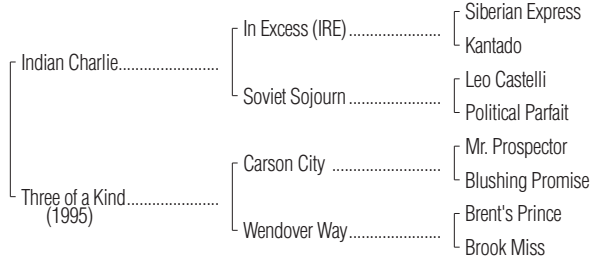 Siberian Express
In Excess (IRE)......................
Kantado
Indian Charlie........................
Leo Castelli
Soviet Sojourn ......................
Political Parfait
Mr. Prospector
Carson City ..........................
Blushing Promise
Three of a Kind......................
(1995)
Brent's Prince
Wendover Way......................
Brook Miss